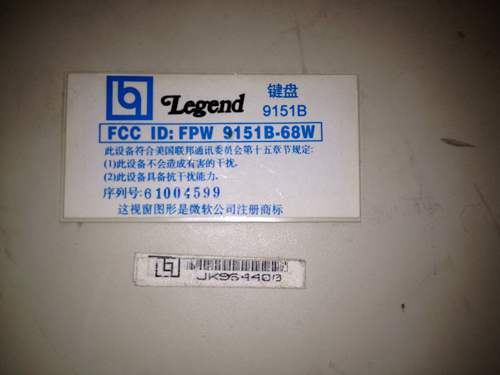 Legend
键盘
9151B
FCC ID: FPW 9151B-68W
此设备符合美国联邦通讯委员会第十五章节规定:
(1)此设备不会造成有害的干扰.
(2)此设备具备抗干扰能力.
序列号: 61004599
这视窗图形是微软公司注册商标